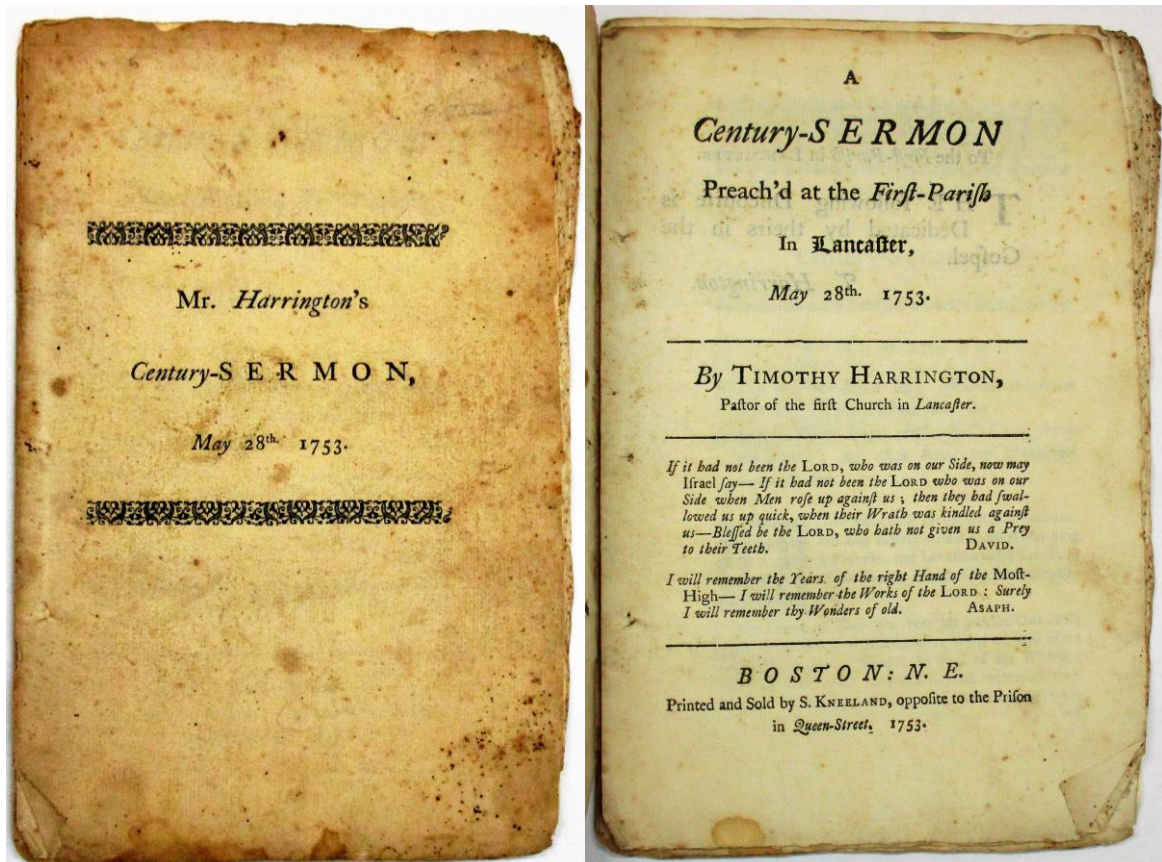 Mr. Harrington's
Century-SERMON,
May 28th. 1753.
A
Century-SERMON
Preach'd at the Firſt-Pariſh
In Lancaſter,
May 28th. 1753.
By TIMOTHY HARRINGTON,
Paſtor of the firſt Church in Lancaſter.
If it had not been the LORD, who was on our Side, now may
Iſrael ſay— If it had not been the LORD who was on our
Side when Men roſe up againſt us ; then they had ſwal-
lowed us up quick, when their Wrath was kindled againſt
us—Bleſſed be the LORD, who hath not given us a Prey
to their Teeth. DAVID.
I will remember the Years of the right Hand of the Moſt-
High— I will remember the Works of the LORD : Surely
I will remember thy Wonders of old. ASAPH.
BOSTON: N. E.
Printed and Sold by S. KNEELAND, oppoſite to the Priſon
in Queen-Street. 1753.